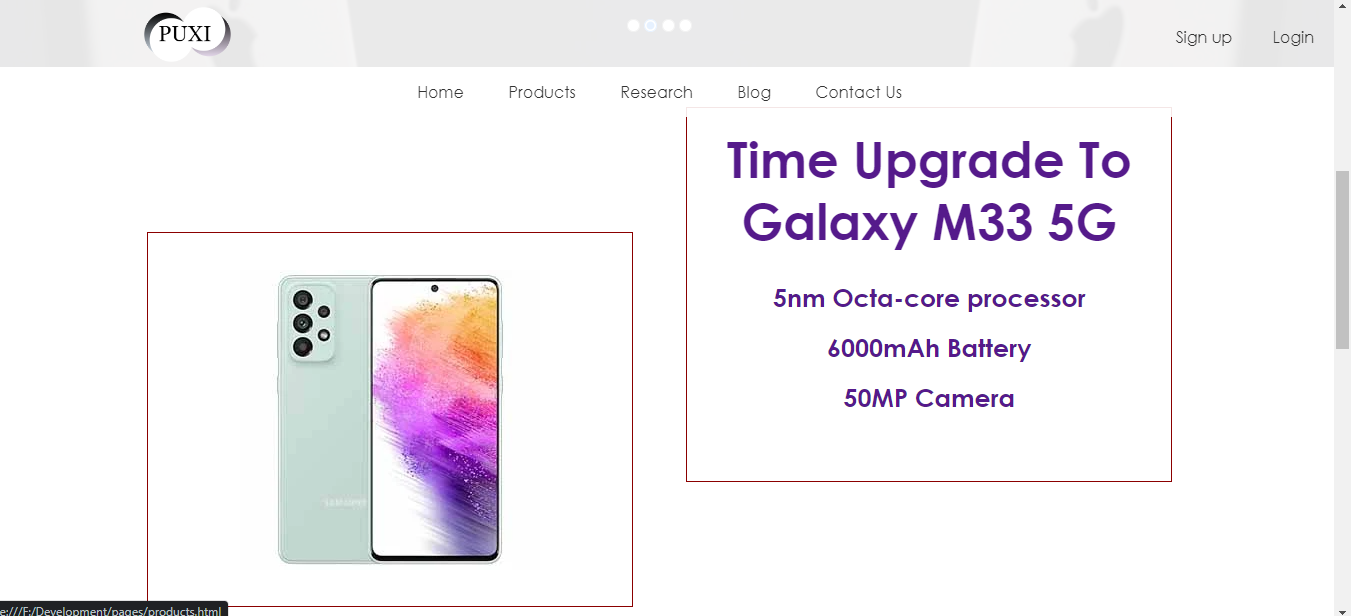 PUXI
Sign up
Login
Home
Products
Research
Blog
Contact Us
Time Upgrade To
Galaxy M33 5G
5nm Octa-core processor
6000mAh Battery
50MP Camera
SAMSUNG
e:///F:/Development/pages/products.html